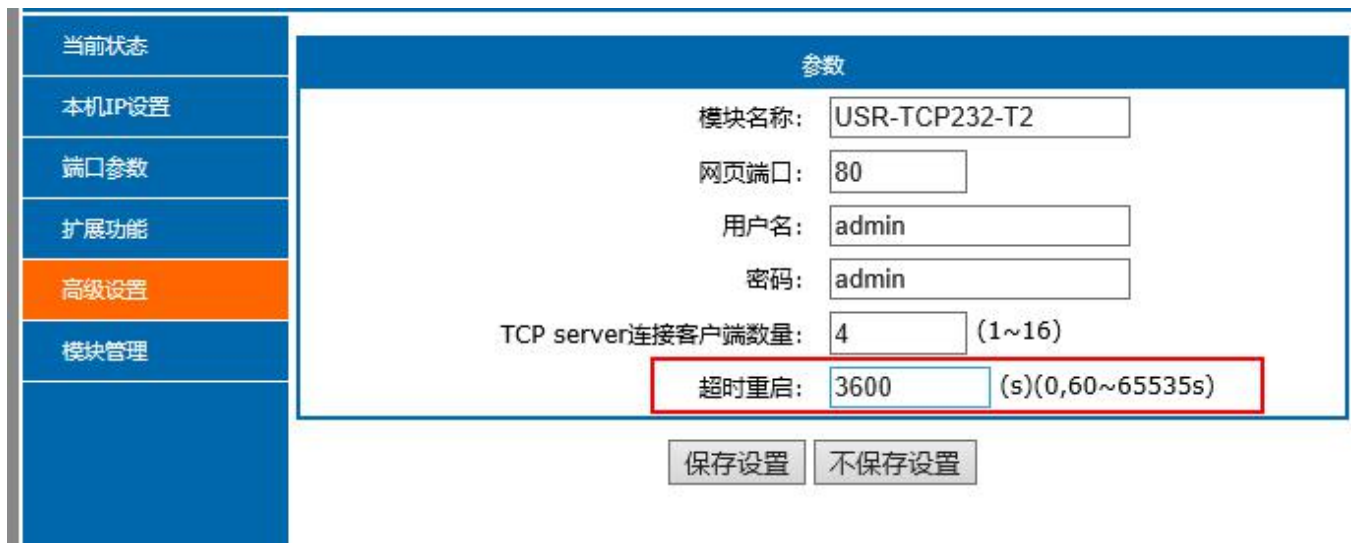 当前状态
本机IP设置
端口参数
扩展功能
高级设置
模块管理
参数
模块名称: USR-TCP232-T2
网页端口: 80
用户名: admin
密码: admin
TCP server连接客户端数量: 4 (1~16)
超时重启: 3600 (s)(0,60~65535s)
保存设置 不保存设置